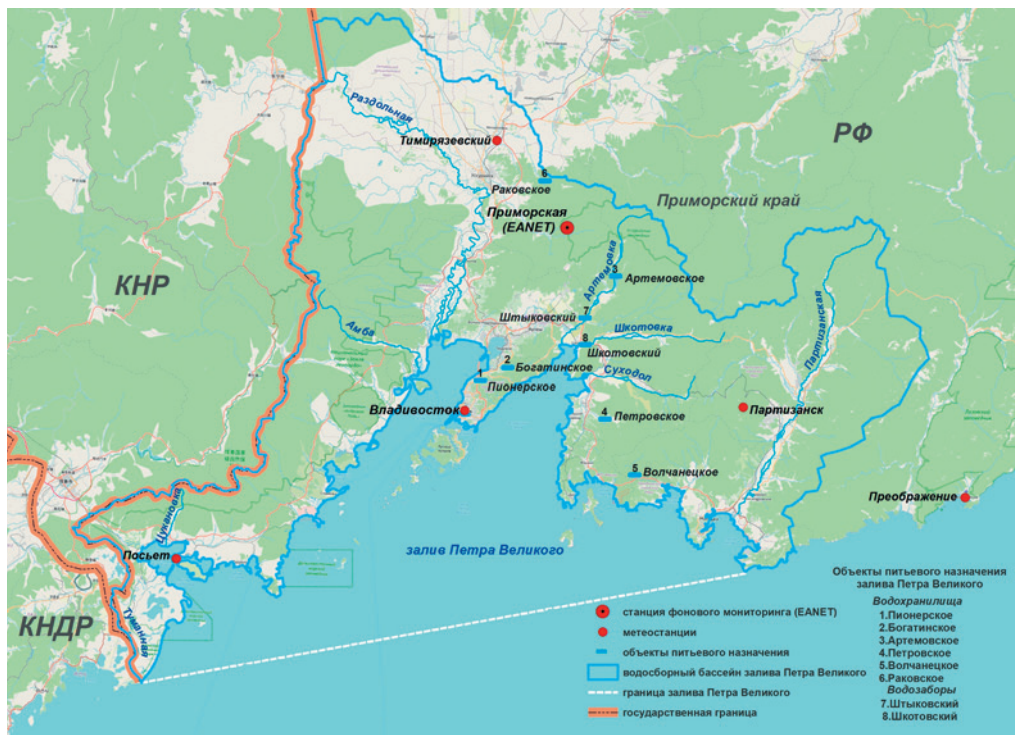 Раздольная
Тимирязевский
РФ
6
Раковское
Приморский край
Приморская
(EANET)
КНР
Артемовка
3
Артемовское
Партизанская
Штыковский
7
Шкотовка
Амба
8
Шкотовский
2
Богатинское
Суходол
1
Пионерское
Владивосток
4
Петровское
Партизанск
5
Волчанецкое
Преображение
Цукановка
Посьет
залив Петра Великого
Туманная
КНДР
Объекты питьевого назначения
залива Петра Великого
Водохранилища
1.Пионерское
2.Богатинское
3.Артемовское
4.Петровское
5.Волчанецкое
6.Раковское
Водозаборы
7.Штыковский
8.Шкотовский
станция фонового мониторинга (EANET)
метеостанции
объекты питьевого назначения
водосборный бассейн залива Петра Великого
граница залива Петра Великого
государственная граница